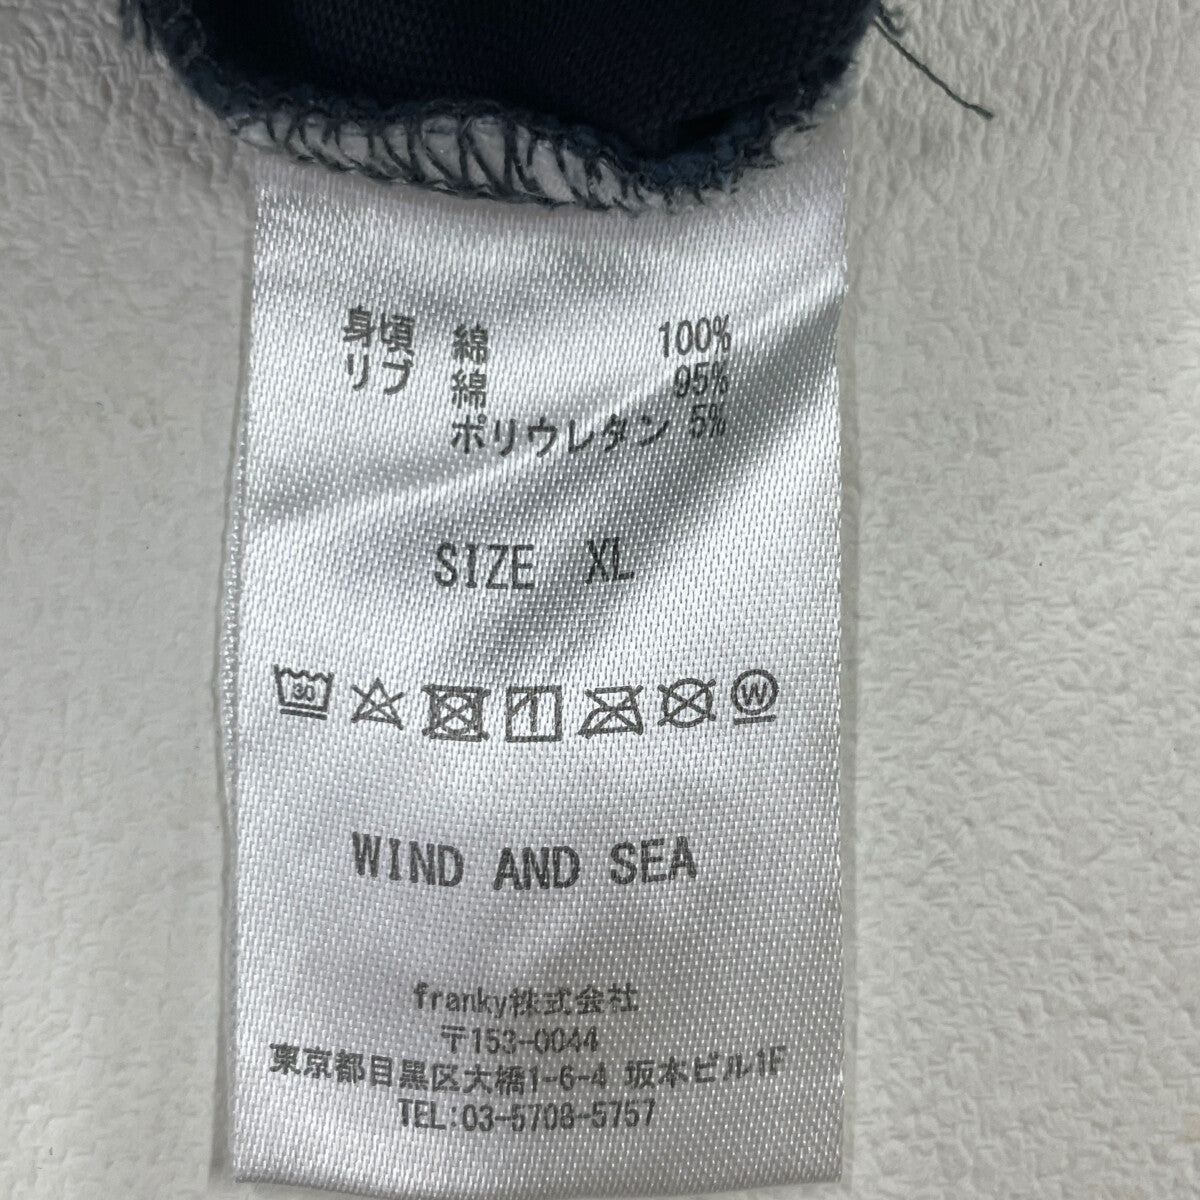 身頃 綿 100%
リブ 綿 95%
ポリウレタン 5%
SIZE XL
30
W
WIND AND SEA
franky株式会社
〒153-0044
東京都目黒区大橋1-6-4 坂本ビル1F
TEL:03-5708-5757